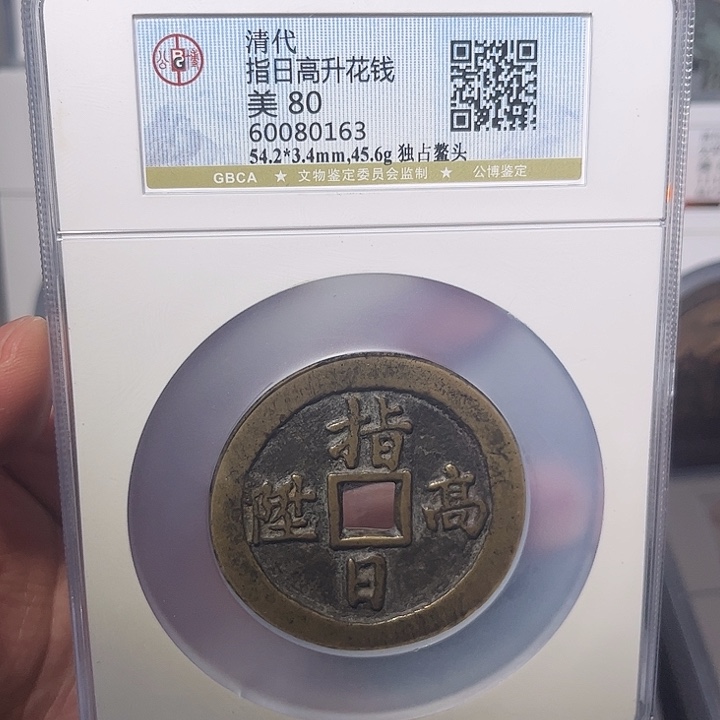 清代
指日高升花钱
美 80
60080163
54.2*3.4mm,45.6g 独占鳌头
GBCA ★ 文物鉴定委员会监制 ★ 公博鉴定
指
陞 高
日